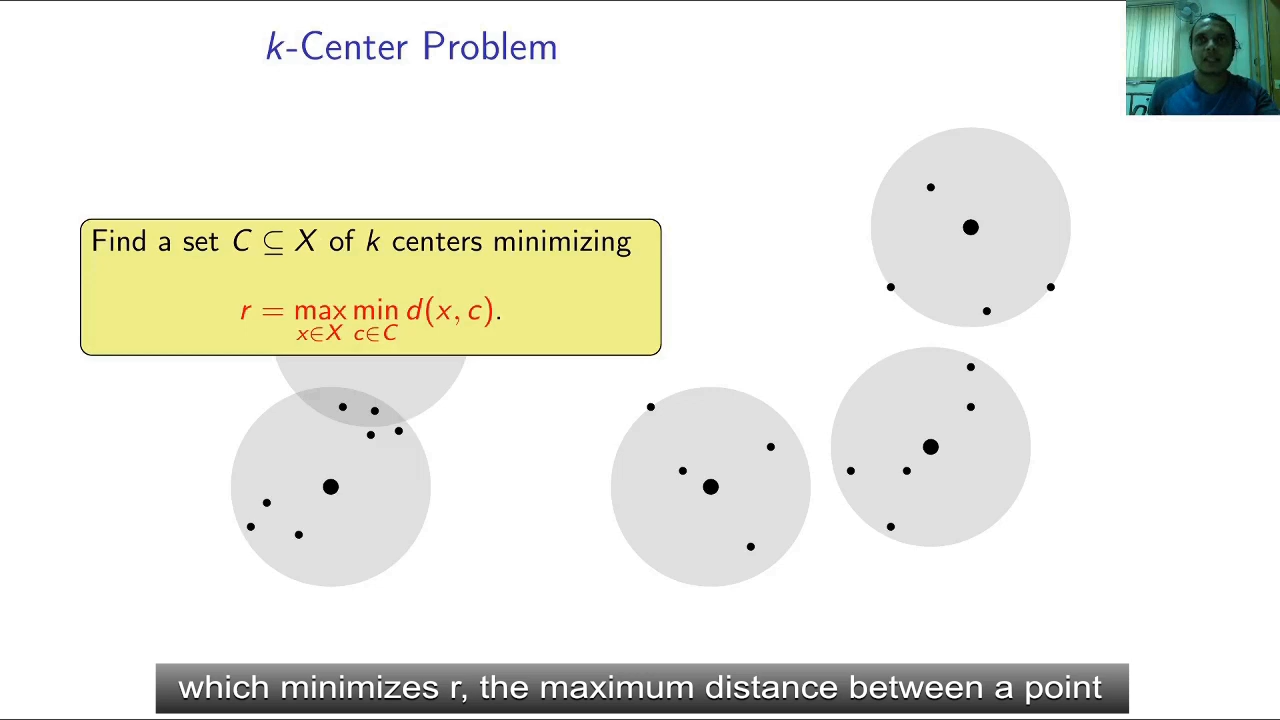 k-Center Problem
Find a set C ⊆ X of k centers minimizing
r = max min d(x, c).
x∈X c∈C
which minimizes r, the maximum distance between a point